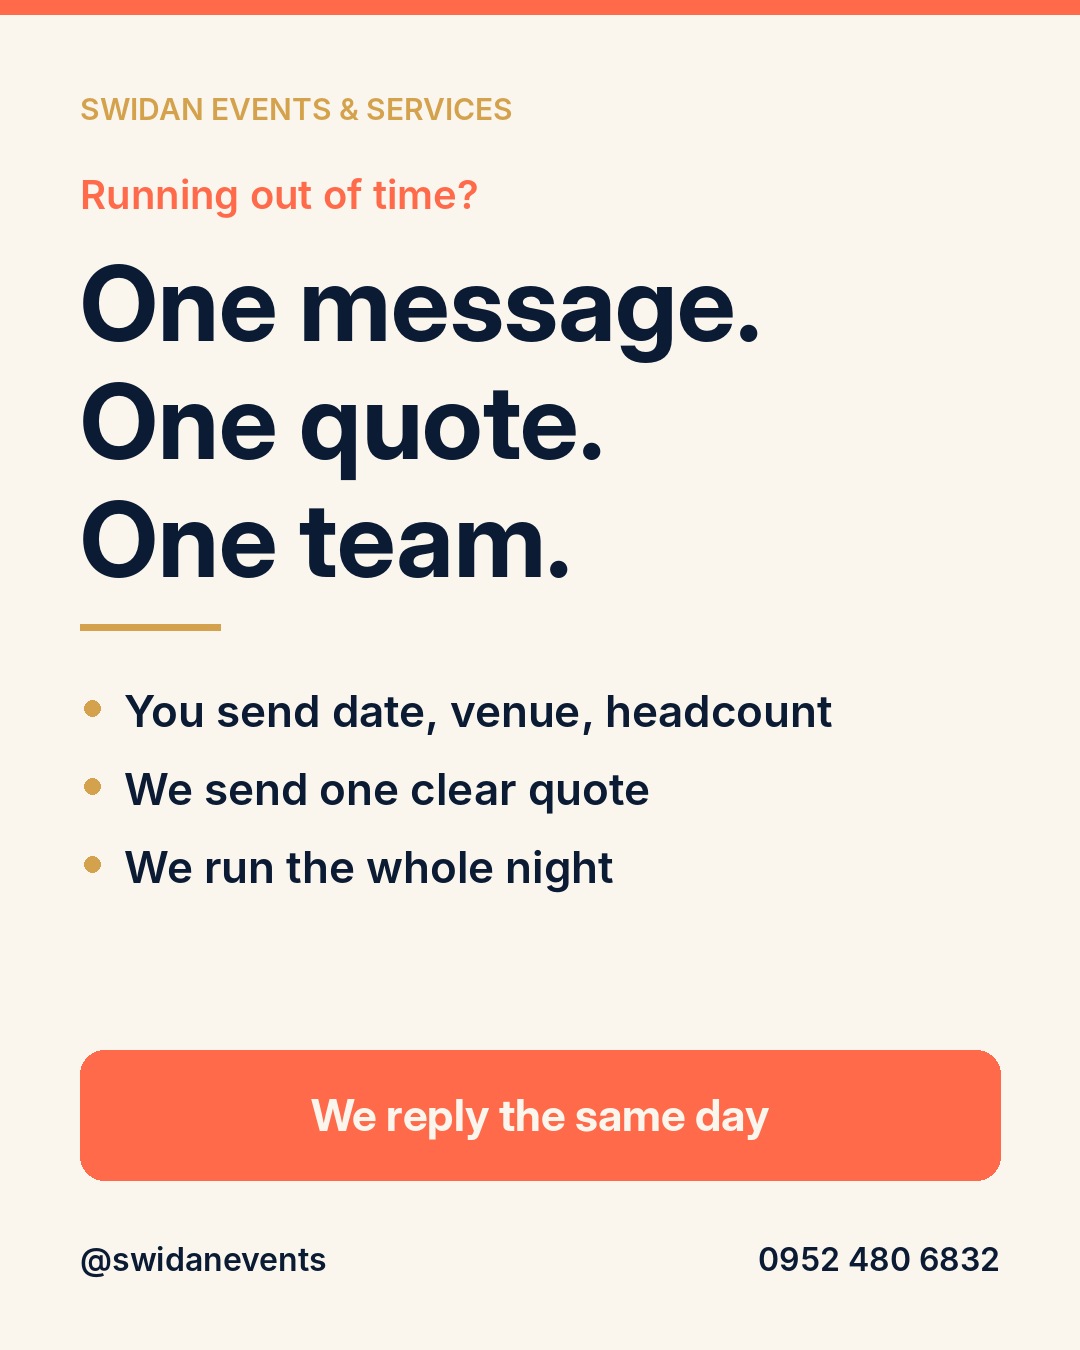 SWIDAN EVENTS & SERVICES
Running out of time?
One message.
One quote.
One team.
You send date, venue, headcount
We send one clear quote
We run the whole night
We reply the same day
@swidanevents
0952 480 6832